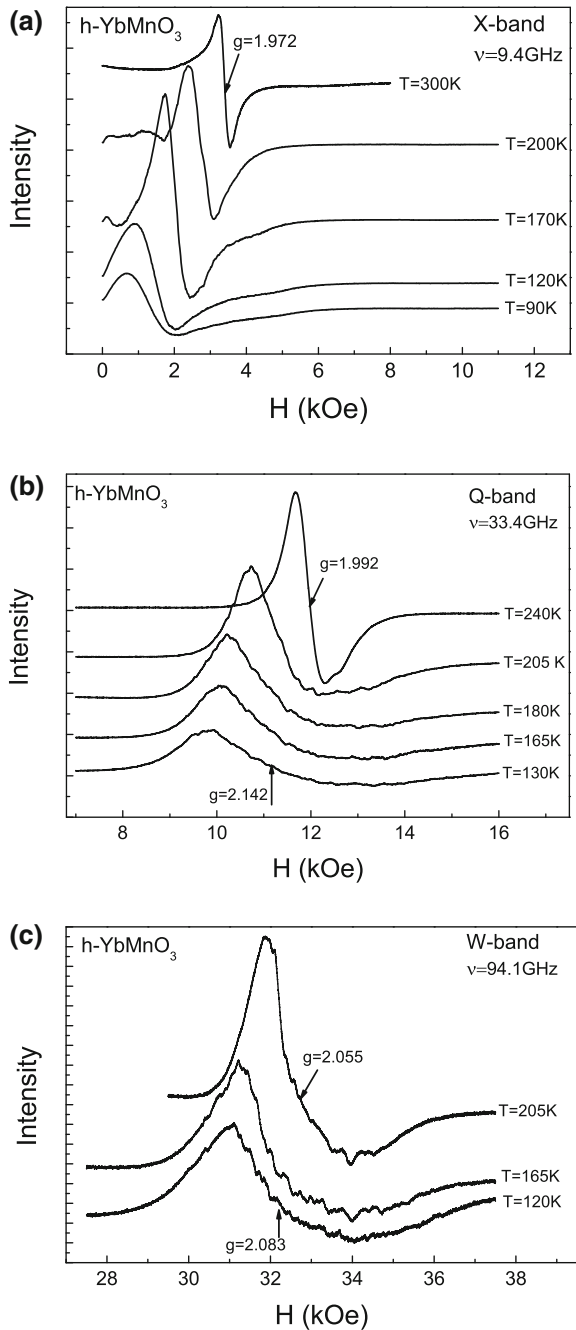 (a)
h-YbMnO₃
X-band
ν=9.4GHz
g=1.972
T=300K
T=200K
T=170K
T=120K
T=90K
Intensity
0 2 4 6 8 10 12
H (kOe)
(b)
h-YbMnO₃
Q-band
ν=33.4GHz
g=1.992
T=240K
T=205 K
T=180K
T=165K
T=130K
g=2.142
Intensity
8 10 12 14 16
H (kOe)
(c)
h-YbMnO₃
W-band
ν=94.1GHz
g=2.055
T=205K
T=165K
T=120K
g=2.083
Intensity
28 30 32 34 36 38
H (kOe)